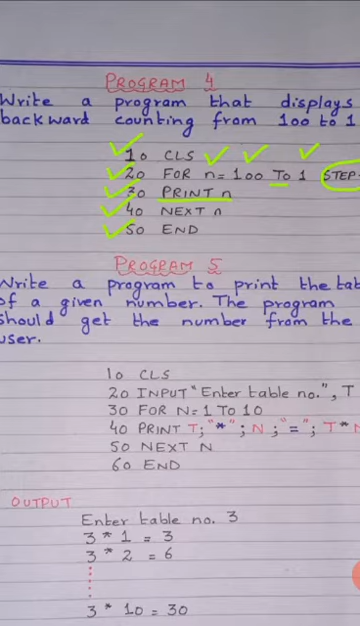 PROGRAM 4
Write a program that displays
backward counting from 100 to 1
10 CLS
20 FOR n = 100 To 1 STEP-
30 PRINT n
40 NEXT n
50 END
PROGRAM 5
Write a program to print the tab
of a given number. The program
should get the number from the
user.
10 CLS
20 INPUT "Enter table no.", T
30 FOR N = 1 TO 10
40 PRINT T; "*"; N; "="; T*N
50 NEXT N
60 END
OUTPUT
Enter table no. 3
3 * 1 = 3
3 * 2 = 6
3 * 10 = 30